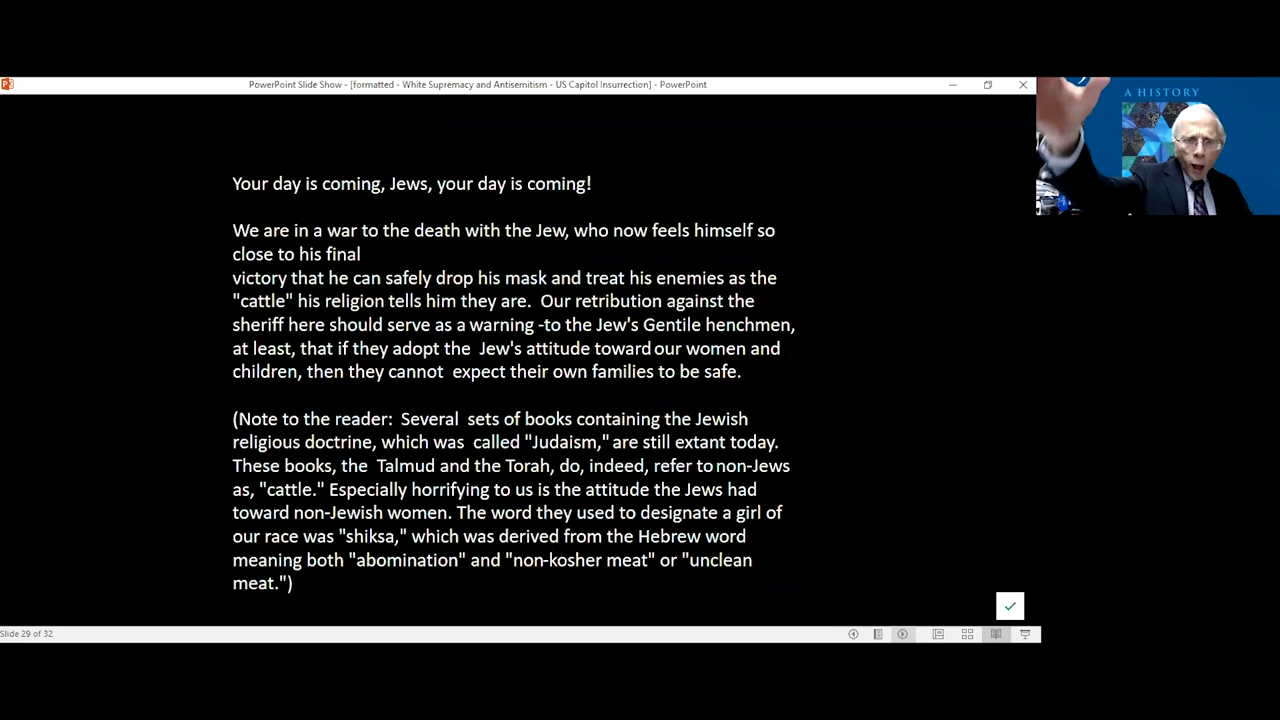 PowerPoint Slide Show - [formatted - White Supremacy and Antisemitism - US Capitol Insurrection] - PowerPoint
A HISTORY
Your day is coming, Jews, your day is coming!
We are in a war to the death with the Jew, who now feels himself so
close to his final
victory that he can safely drop his mask and treat his enemies as the
"cattle" his religion tells him they are. Our retribution against the
sheriff here should serve as a warning -to the Jew's Gentile henchmen,
at least, that if they adopt the Jew's attitude toward our women and
children, then they cannot expect their own families to be safe.
(Note to the reader: Several sets of books containing the Jewish
religious doctrine, which was called "Judaism," are still extant today.
These books, the Talmud and the Torah, do, indeed, refer to non-Jews
as, "cattle." Especially horrifying to us is the attitude the Jews had
toward non-Jewish women. The word they used to designate a girl of
our race was "shiksa," which was derived from the Hebrew word
meaning both "abomination" and "non-kosher meat" or "unclean
meat.")
Slide 29 of 32